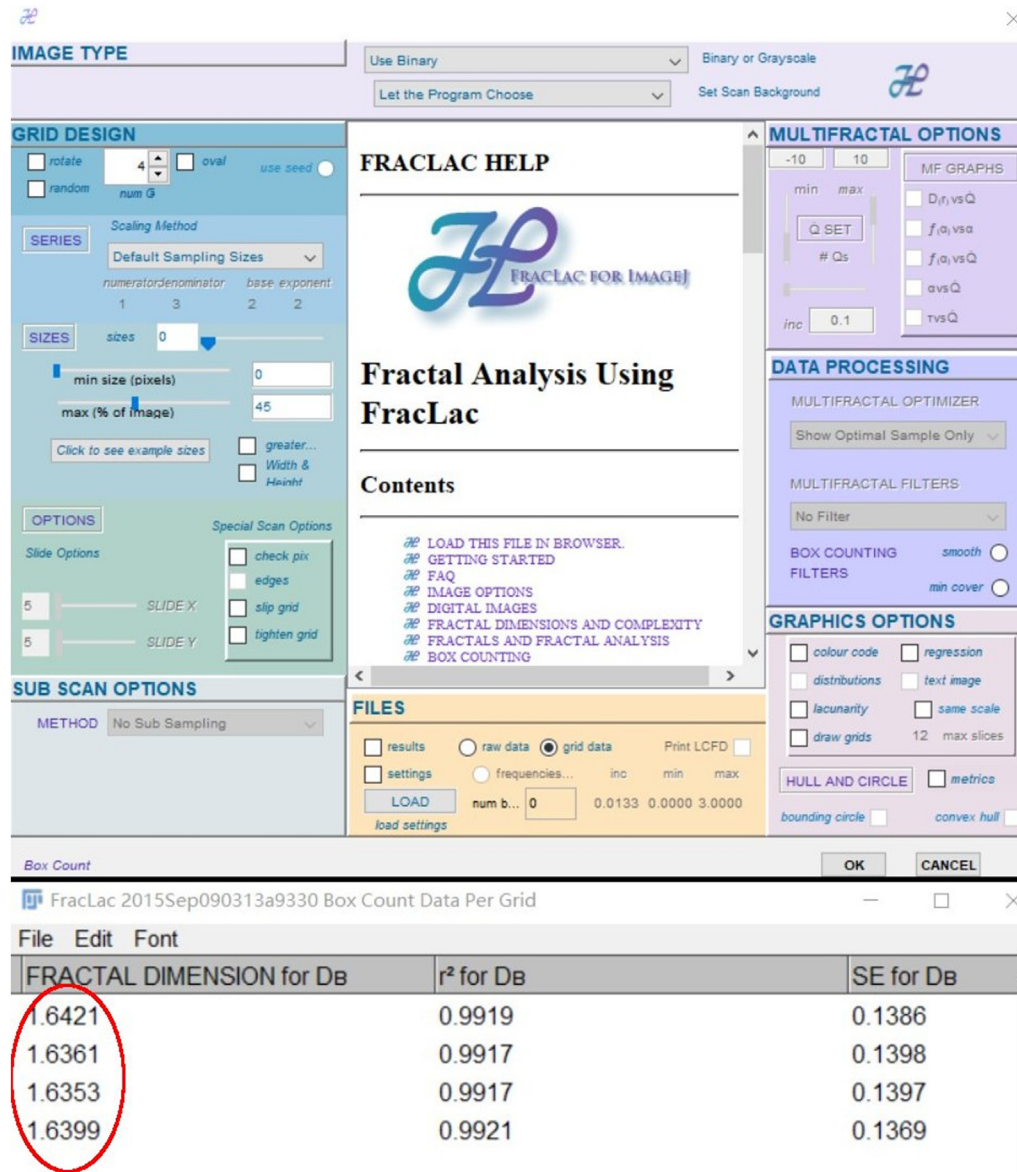 IMAGE TYPE
Use Binary
Binary or Grayscale
Let the Program Choose
Set Scan Background
GRID DESIGN
rotate
4
oval
use seed
random
num G
SERIES
Scaling Method
Default Sampling Sizes
numeratordenominator base exponent
1 3 2 2
SIZES
sizes
0
min size (pixels)
0
max (% of image)
45
Click to see example sizes
greater...
Width &
Height
OPTIONS
Special Scan Options
Slide Options
check pix
edges
5
SLIDE X
slip grid
5
SLIDE Y
tighten grid
SUB SCAN OPTIONS
METHOD
No Sub Sampling
FRACLAC HELP
FRACLAC FOR IMAGEJ
Fractal Analysis Using
FracLac
Contents
LOAD THIS FILE IN BROWSER.
GETTING STARTED
FAQ
IMAGE OPTIONS
DIGITAL IMAGES
FRACTAL DIMENSIONS AND COMPLEXITY
FRACTALS AND FRACTAL ANALYSIS
BOX COUNTING
FILES
results
raw data
grid data
Print LCFD
settings
frequencies...
inc min max
LOAD
num b...
0
0.0133 0.0000 3.0000
load settings
MULTIFRACTAL OPTIONS
-10
10
MF GRAPHS
min max
Q SET
# Qs
inc
0.1
αvsQ̇
τvsQ̇
DATA PROCESSING
MULTIFRACTAL OPTIMIZER
Show Optimal Sample Only
MULTIFRACTAL FILTERS
No Filter
BOX COUNTING
FILTERS
smooth
min cover
GRAPHICS OPTIONS
colour code
regression
distributions
text image
lacunarity
same scale
draw grids
12 max slices
HULL AND CIRCLE
metrics
bounding circle
convex hull
Box Count
OK
CANCEL
FracLac 2015Sep090313a9330 Box Count Data Per Grid
File Edit Font
FRACTAL DIMENSION for DB r² for DB SE for DB
1.6421 0.9919 0.1386
1.6361 0.9917 0.1398
1.6353 0.9917 0.1397
1.6399 0.9921 0.1369